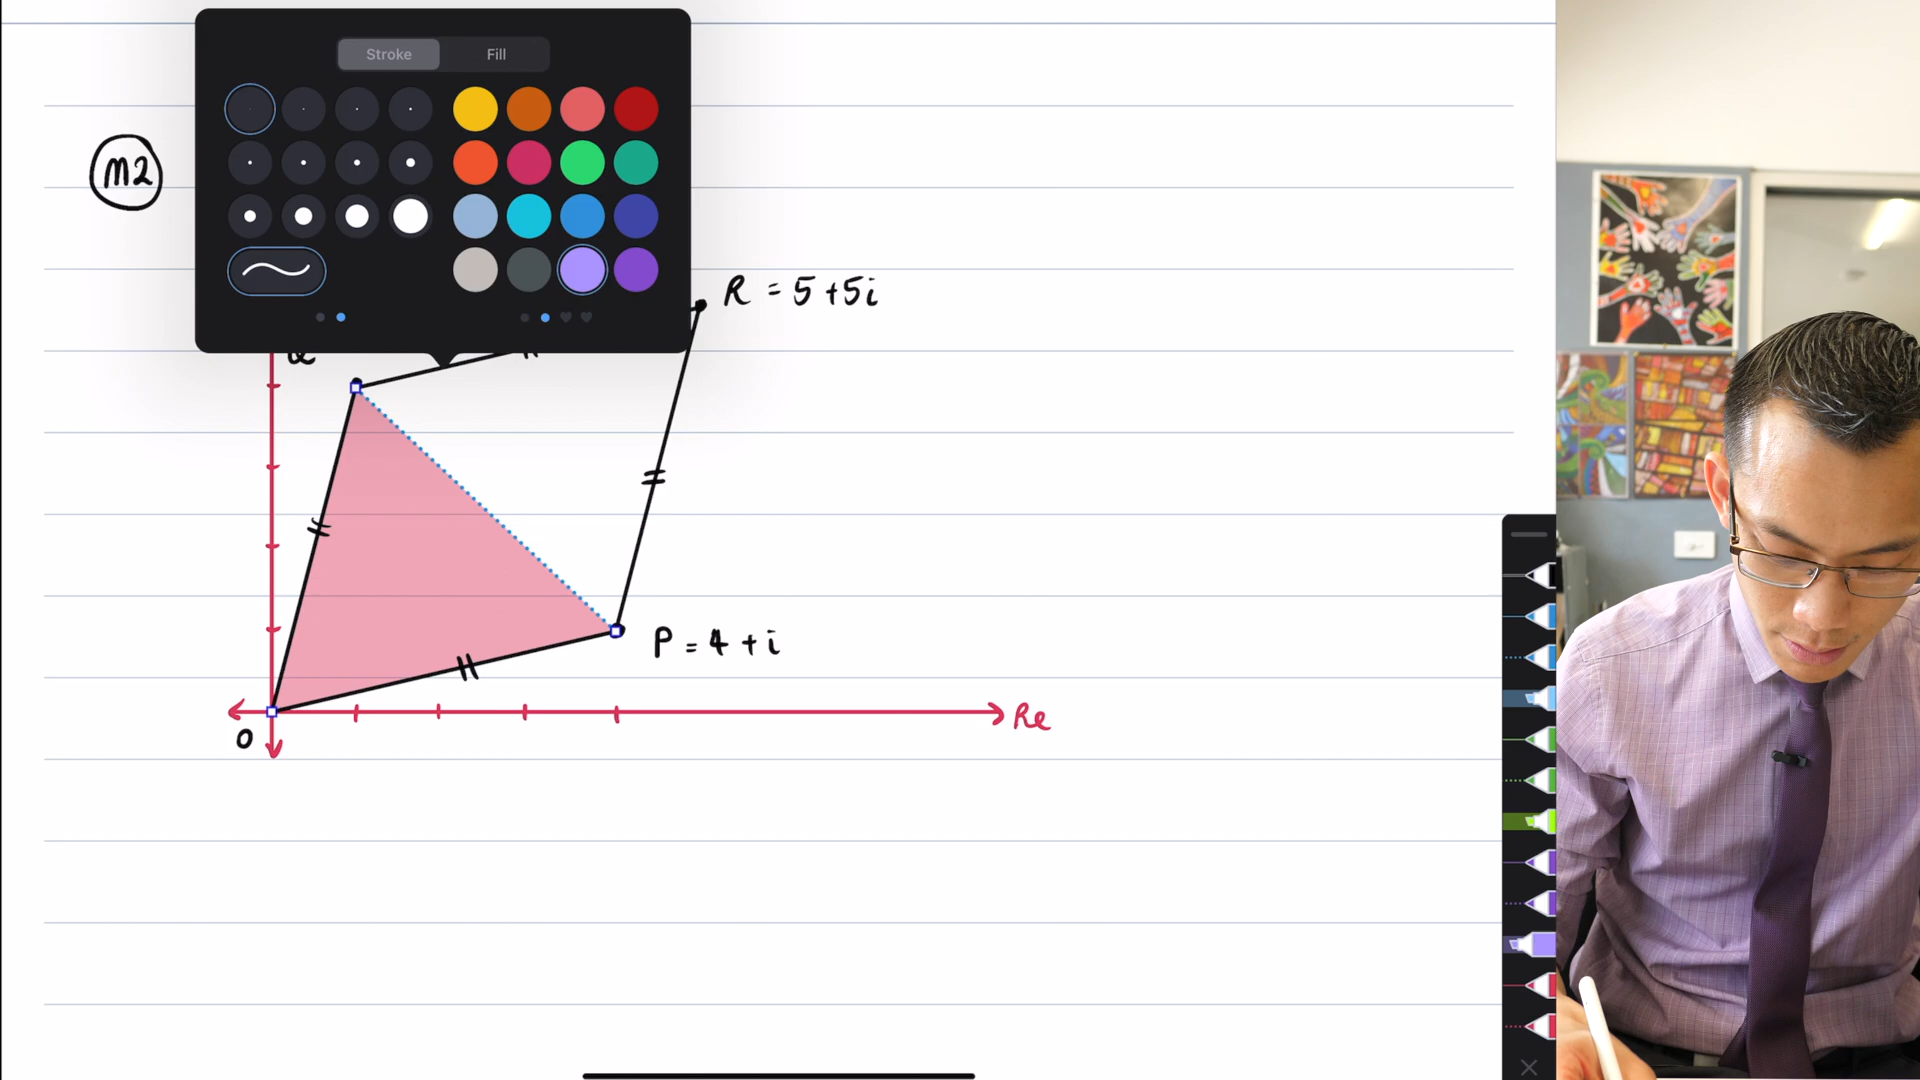 Stroke Fill
m2
R = 5 + 5i
P = 4 + i
Re
O